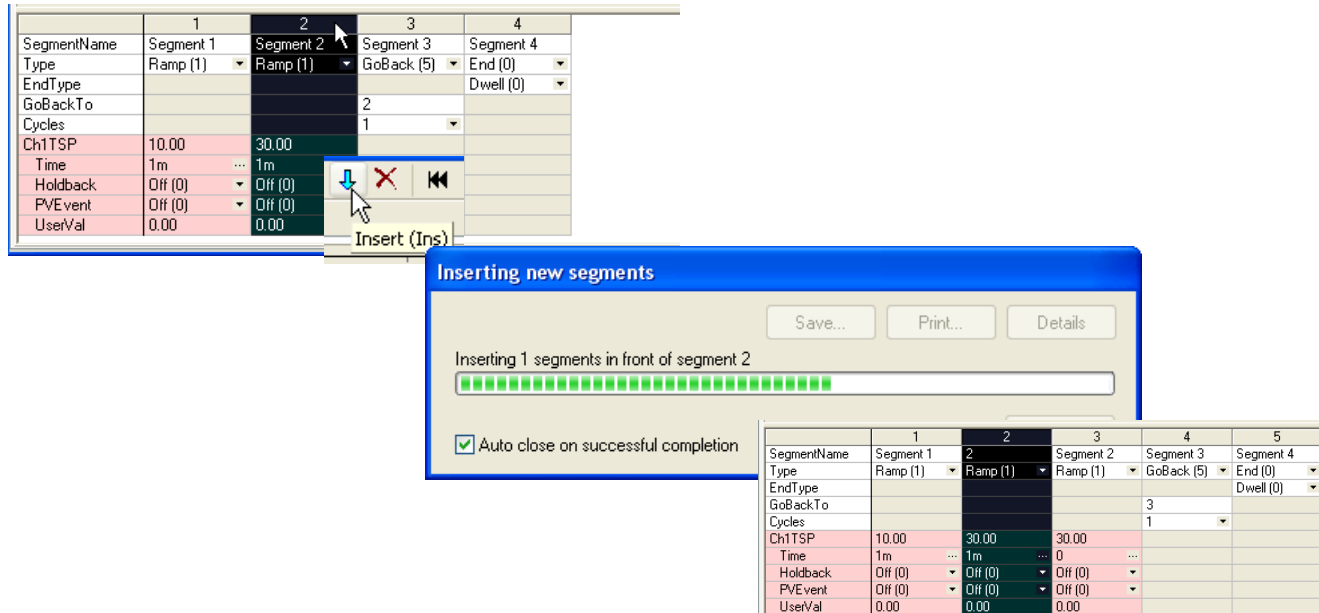 1 2 3 4
SegmentName Segment 1 Segment 2 Segment 3 Segment 4
Type Ramp (1) Ramp (1) GoBack (5) End (0)
EndType Dwell (0)
GoBackTo 2
Cycles 1
Ch1TSP 10.00 30.00
Time 1m ... 1m
Holdback Off (0) Off (0)
PVEvent Off (0) Off (0)
UserVal 0.00 0.00
Insert (Ins)
Inserting new segments
Save... Print... Details
Inserting 1 segments in front of segment 2
Auto close on successful completion
1 2 3 4 5
SegmentName Segment 1 2 Segment 2 Segment 3 Segment 4
Type Ramp (1) Ramp (1) Ramp (1) GoBack (5) End (0)
EndType Dwell (0)
GoBackTo 3
Cycles 1
Ch1TSP 10.00 30.00 30.00
Time 1m ... 1m ... 0 ...
Holdback Off (0) Off (0) Off (0)
PVEvent Off (0) Off (0) Off (0)
UserVal 0.00 0.00 0.00